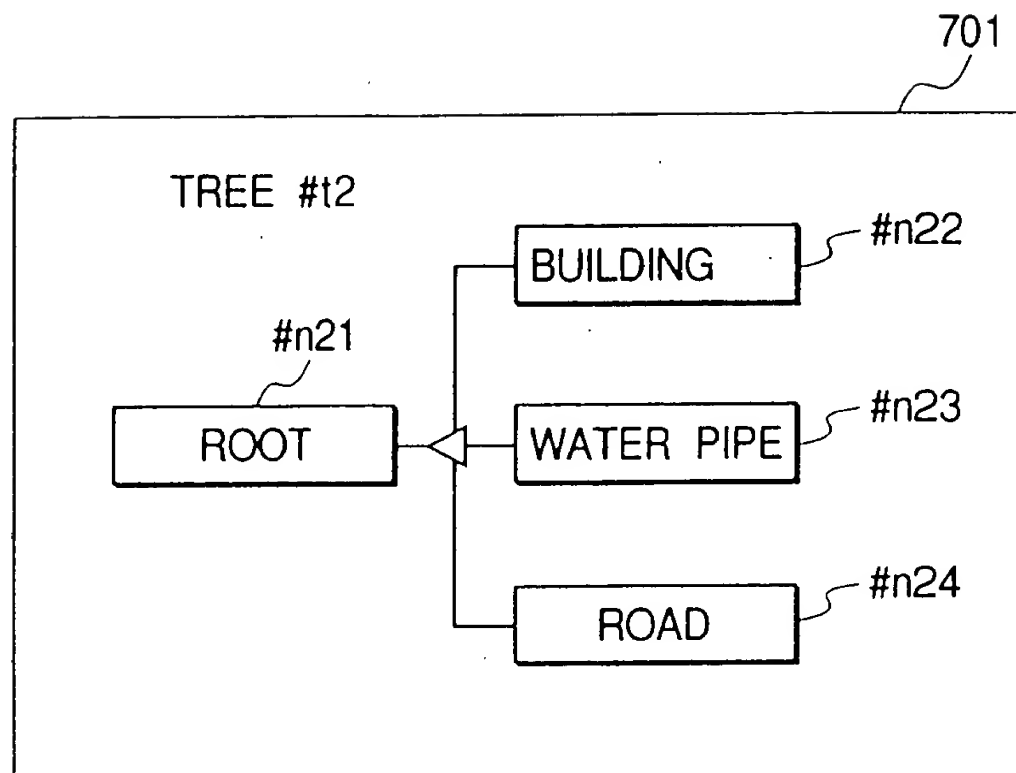 701
TREE #t2
#n22
BUILDING
#n21
#n23
ROOT
WATER PIPE
#n24
ROAD